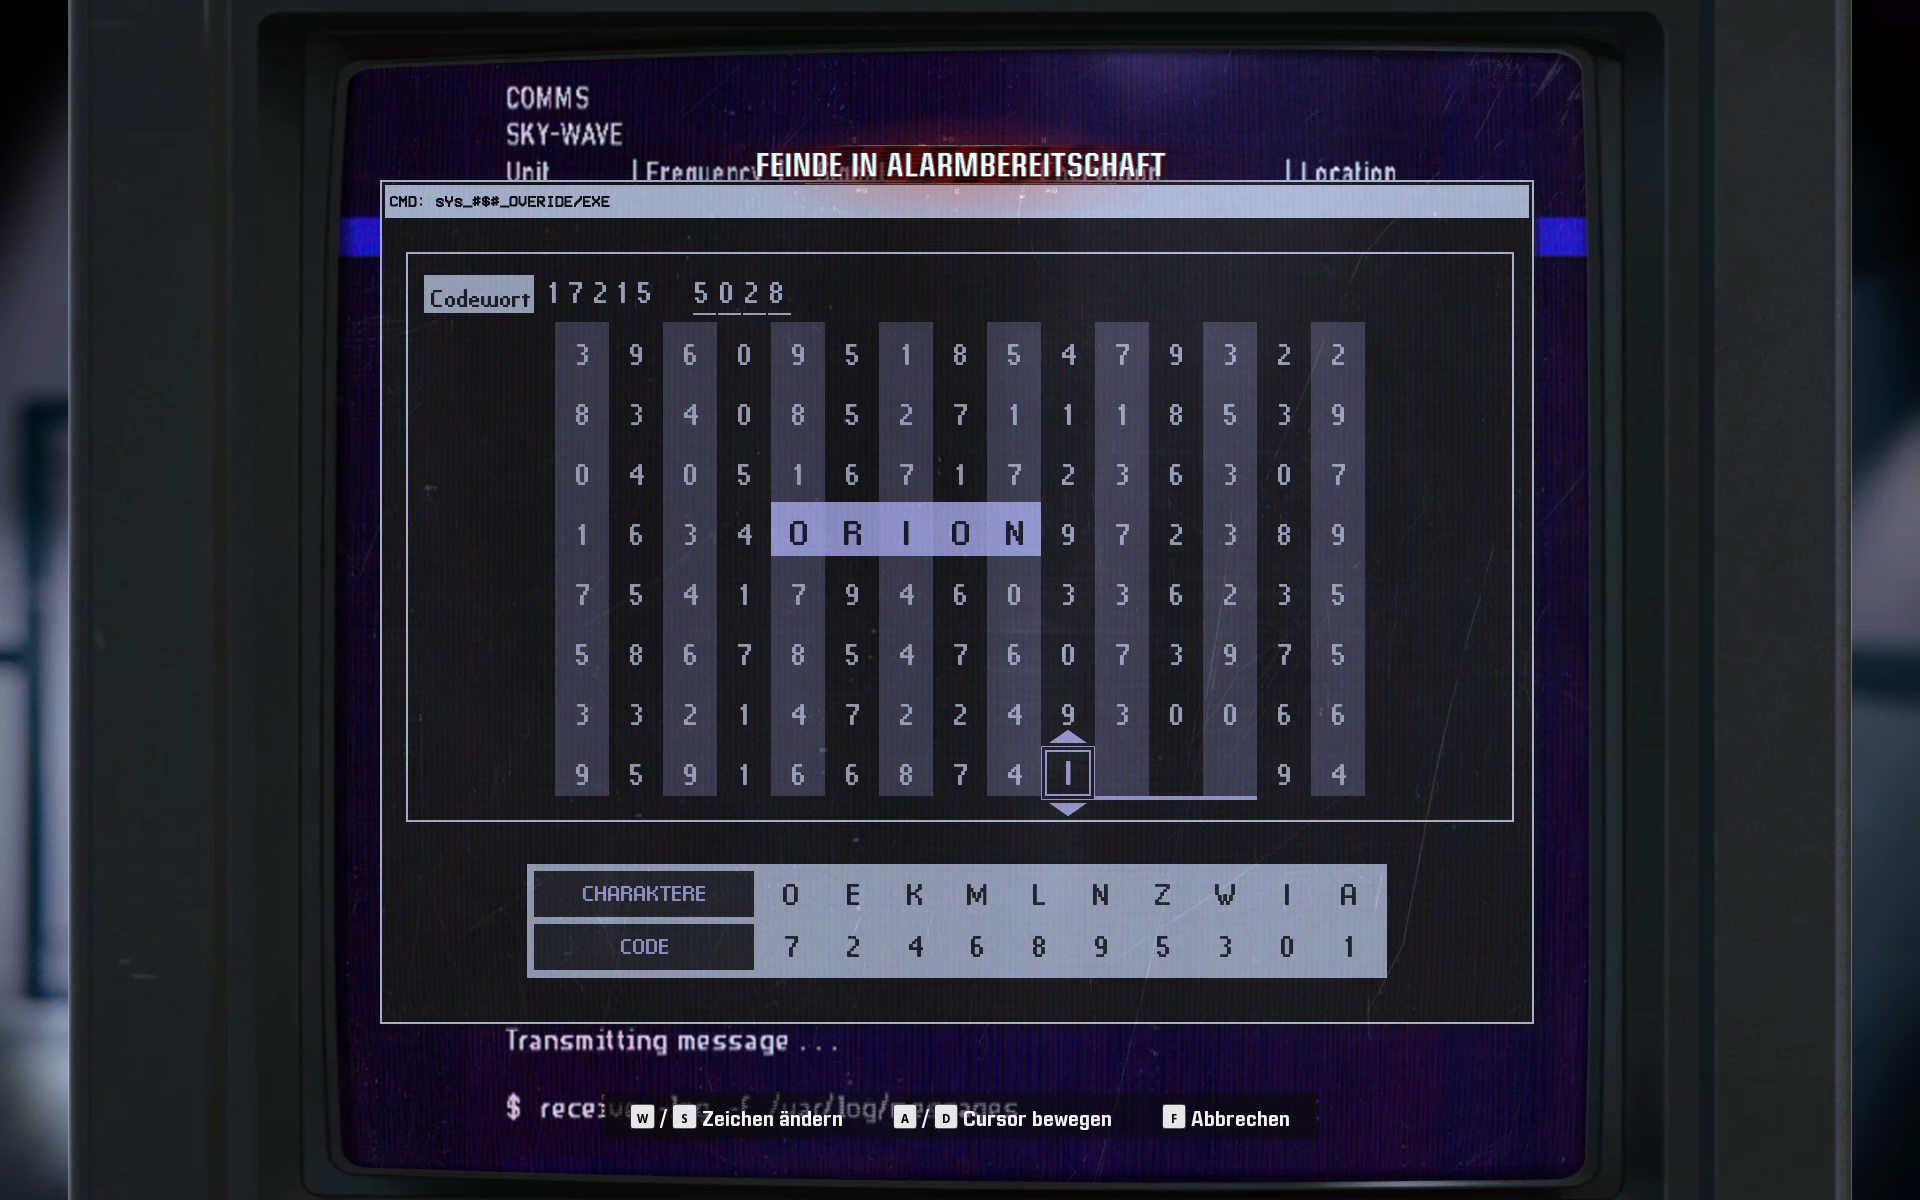 COMMS
SKY-WAVE
Unit | Frequency | Location
FEINDE IN ALARMBEREITSCHAFT
CMD: sYs_#$#_OVERIDE/EXE
Codewort 17215 5028
3 9 6 0 9 5 1 8 5 4 7 9 3 2 2
8 3 4 0 8 5 2 7 1 1 1 8 5 3 9
0 4 0 5 1 6 7 1 7 2 3 6 3 0 7
1 6 3 4 O R I O N 9 7 2 3 8 9
7 5 4 1 7 9 4 6 0 3 3 6 2 3 5
5 8 6 7 8 5 4 7 6 0 7 3 9 7 5
3 3 2 1 4 7 2 2 4 9 3 0 0 6 6
9 5 9 1 6 6 8 7 4 I 9 4
CHARAKTERE O E K M L N Z W I A
CODE 7 2 4 6 8 9 5 3 0 1
Transmitting message ...
$ /var/log/messages
W / S Zeichen ändern A / D Cursor bewegen F Abbrechen